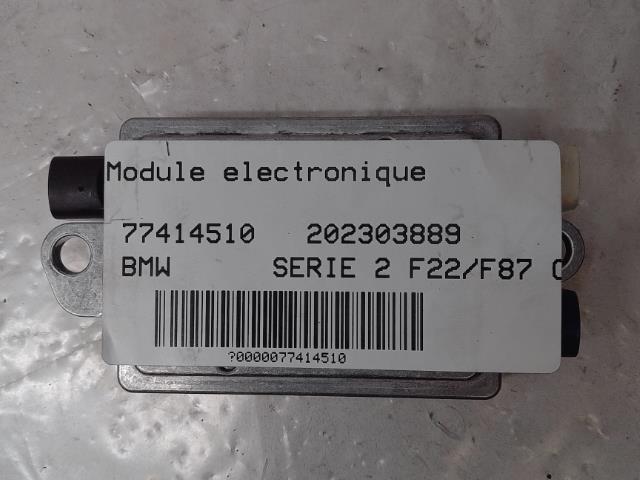 Module electronique
77414510 202303889
BMW SERIE 2 F22/F87
?0000077414510